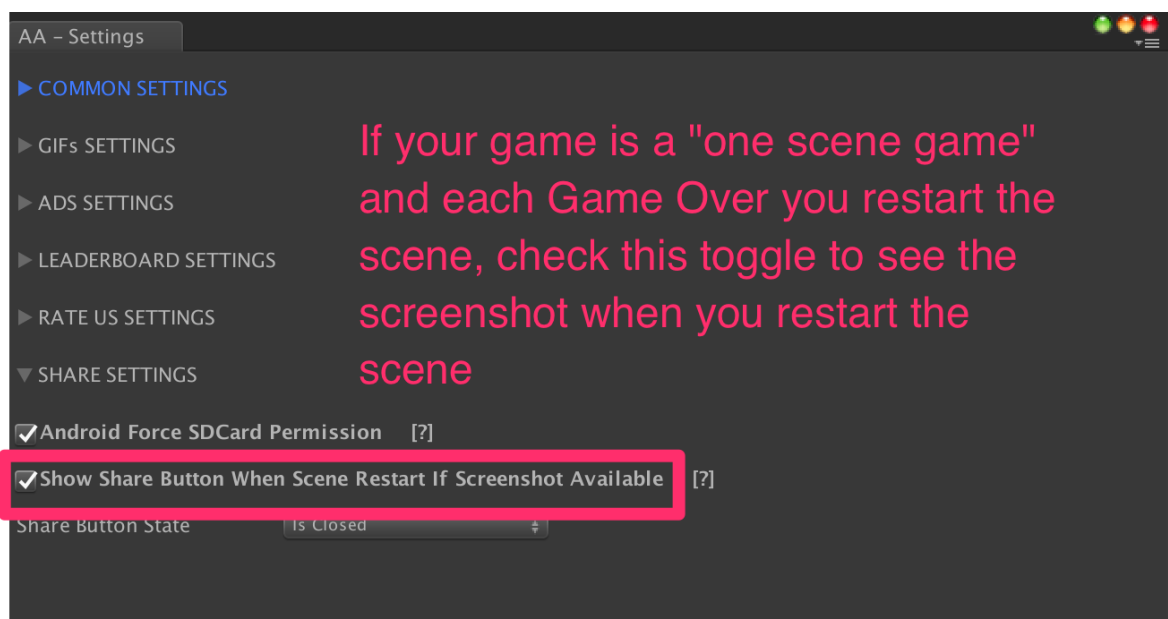 AA – Settings
COMMON SETTINGS
GIFs SETTINGS
ADS SETTINGS
LEADERBOARD SETTINGS
RATE US SETTINGS
SHARE SETTINGS
If your game is a "one scene game"
and each Game Over you restart the
scene, check this toggle to see the
screenshot when you restart the
scene
Android Force SDCard Permission [?]
Show Share Button When Scene Restart If Screenshot Available [?]
Share Button State Is Closed